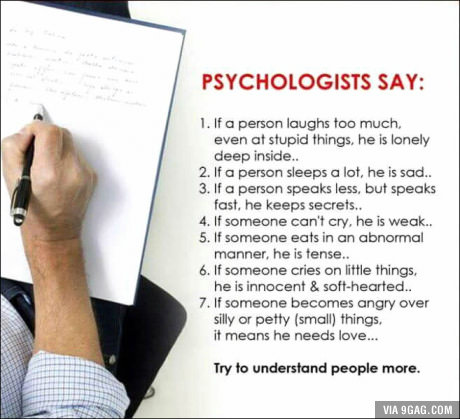 PSYCHOLOGISTS SAY:
1. If a person laughs too much,
even at stupid things, he is lonely
deep inside..
2. If a person sleeps a lot, he is sad..
3. If a person speaks less, but speaks
fast, he keeps secrets..
4. If someone can't cry, he is weak..
5. If someone eats in an abnormal
manner, he is tense..
6. If someone cries on little things,
he is innocent & soft-hearted..
7. If someone becomes angry over
silly or petty (small) things,
it means he needs love...
Try to understand people more.
VIA 9GAG.COM